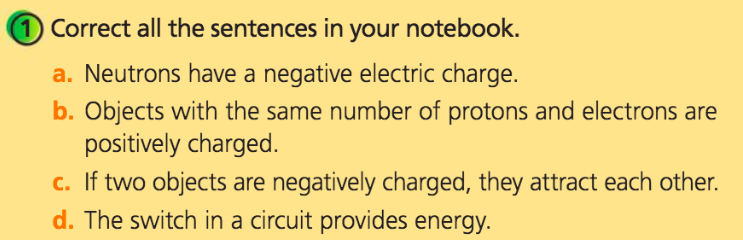 1 Correct all the sentences in your notebook.
a. Neutrons have a negative electric charge.
b. Objects with the same number of protons and electrons are
positively charged.
c. If two objects are negatively charged, they attract each other.
d. The switch in a circuit provides energy.